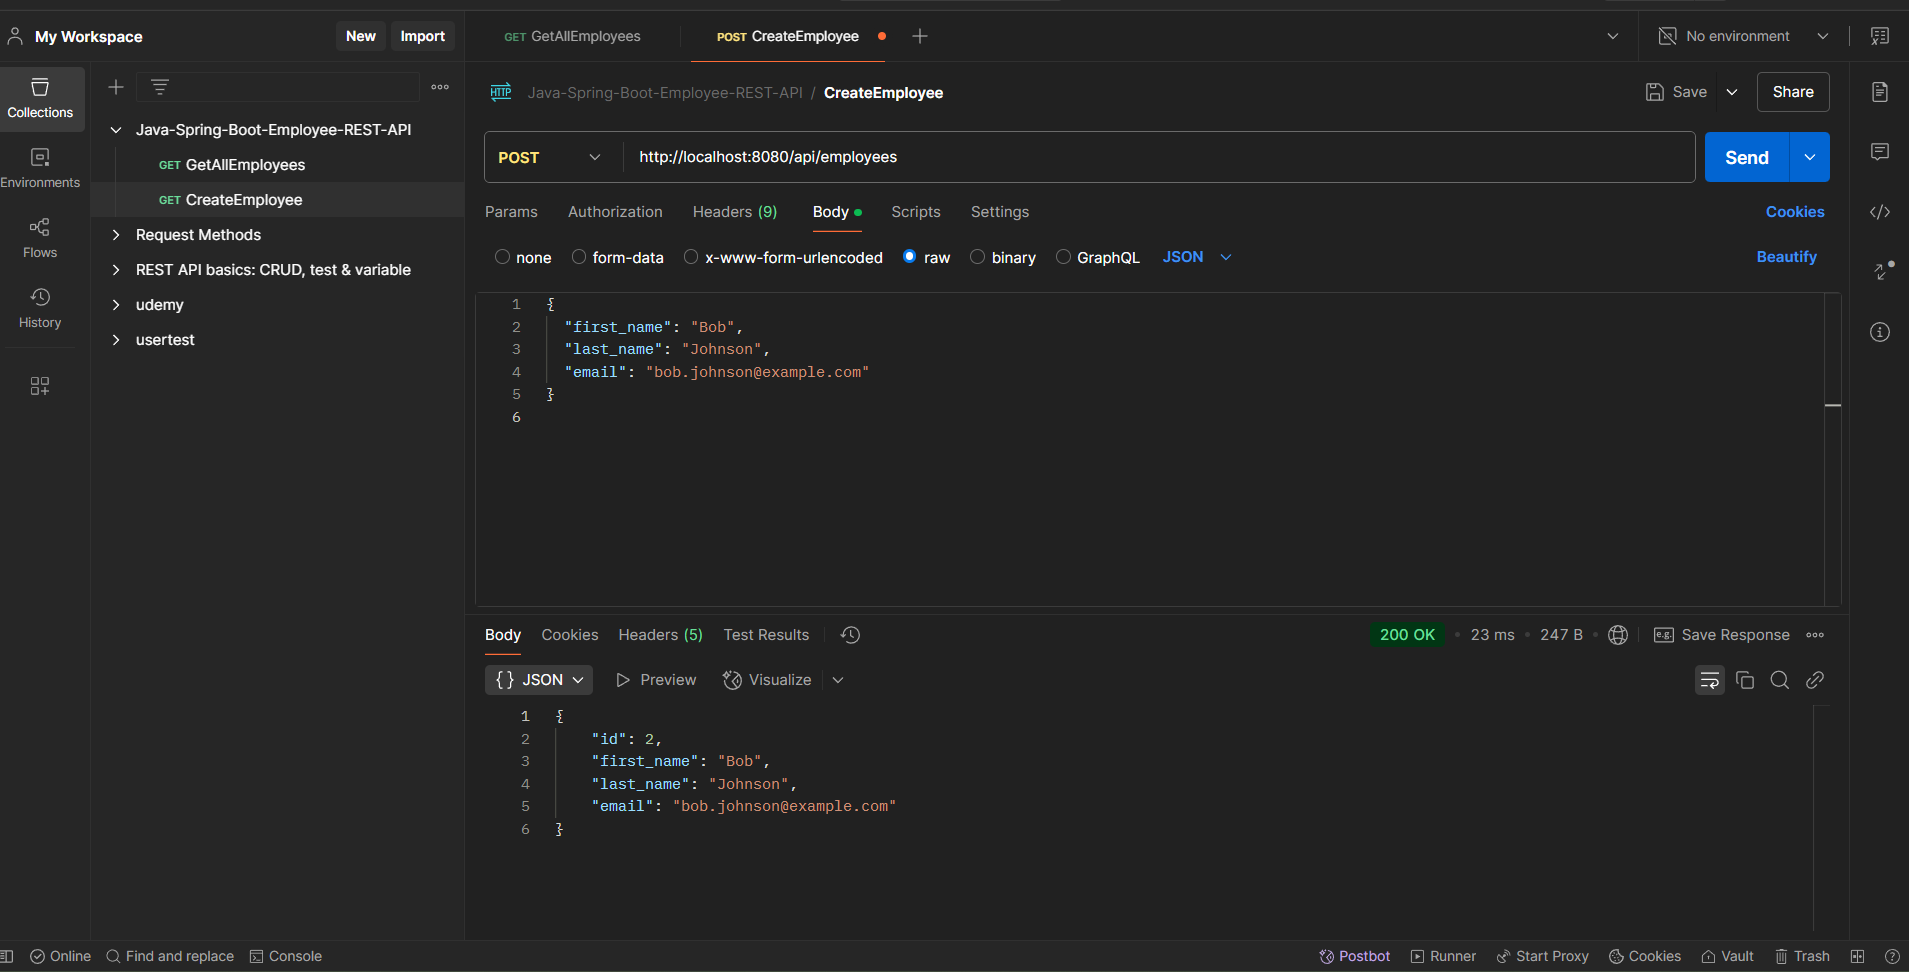 My Workspace
New
Import
GET GetAllEmployees
POST CreateEmployee
No environment
Collections
Environments
Flows
History
Java-Spring-Boot-Employee-REST-API
GET GetAllEmployees
GET CreateEmployee
Request Methods
REST API basics: CRUD, test & variable
udemy
usertest
HTTP Java-Spring-Boot-Employee-REST-API / CreateEmployee
Save
Share
POST
http://localhost:8080/api/employees
Send
Params Authorization Headers (9) Body Scripts Settings
Cookies
none form-data x-www-form-urlencoded raw binary GraphQL JSON
Beautify
1 {
2 "first_name": "Bob",
3 "last_name": "Johnson",
4 "email": "bob.johnson@example.com"
5 }
6
Body Cookies Headers (5) Test Results
200 OK • 23 ms • 247 B
e.g. Save Response
{} JSON Preview Visualize
1 {
2 "id": 2,
3 "first_name": "Bob",
4 "last_name": "Johnson",
5 "email": "bob.johnson@example.com"
6 }
Online Find and replace Console
Postbot Runner Start Proxy Cookies Vault Trash